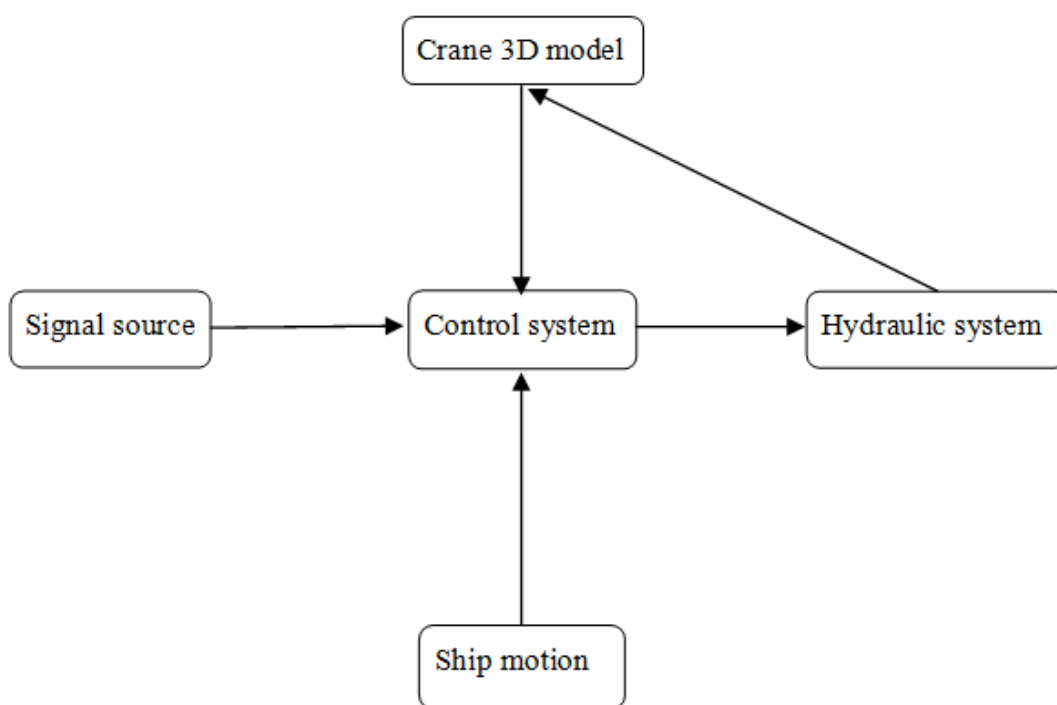 Crane 3D model
Signal source
Control system
Hydraulic system
Ship motion